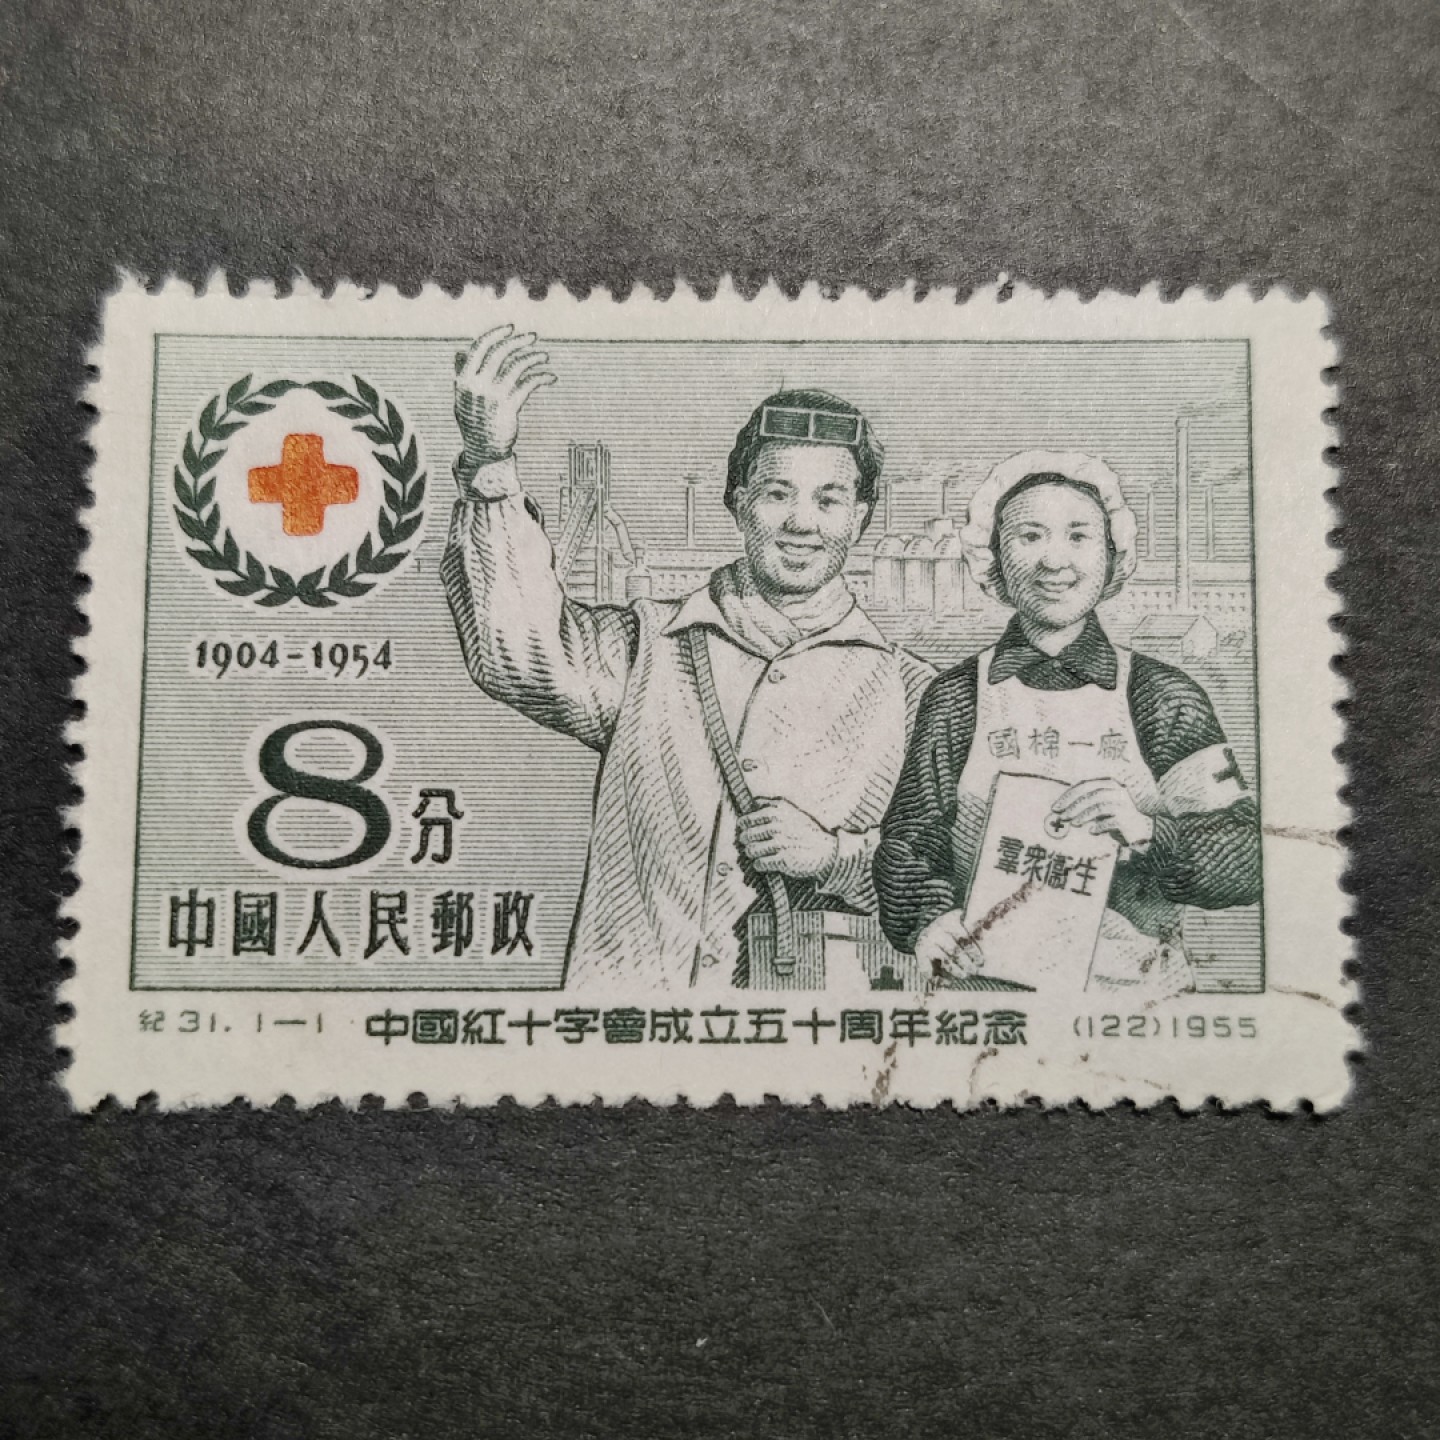 1904-1954
8分
中國人民郵政
國棉一廠
羣衆衞生
紀31.1—1 中國紅十字會成立五十周年紀念 (122)1955